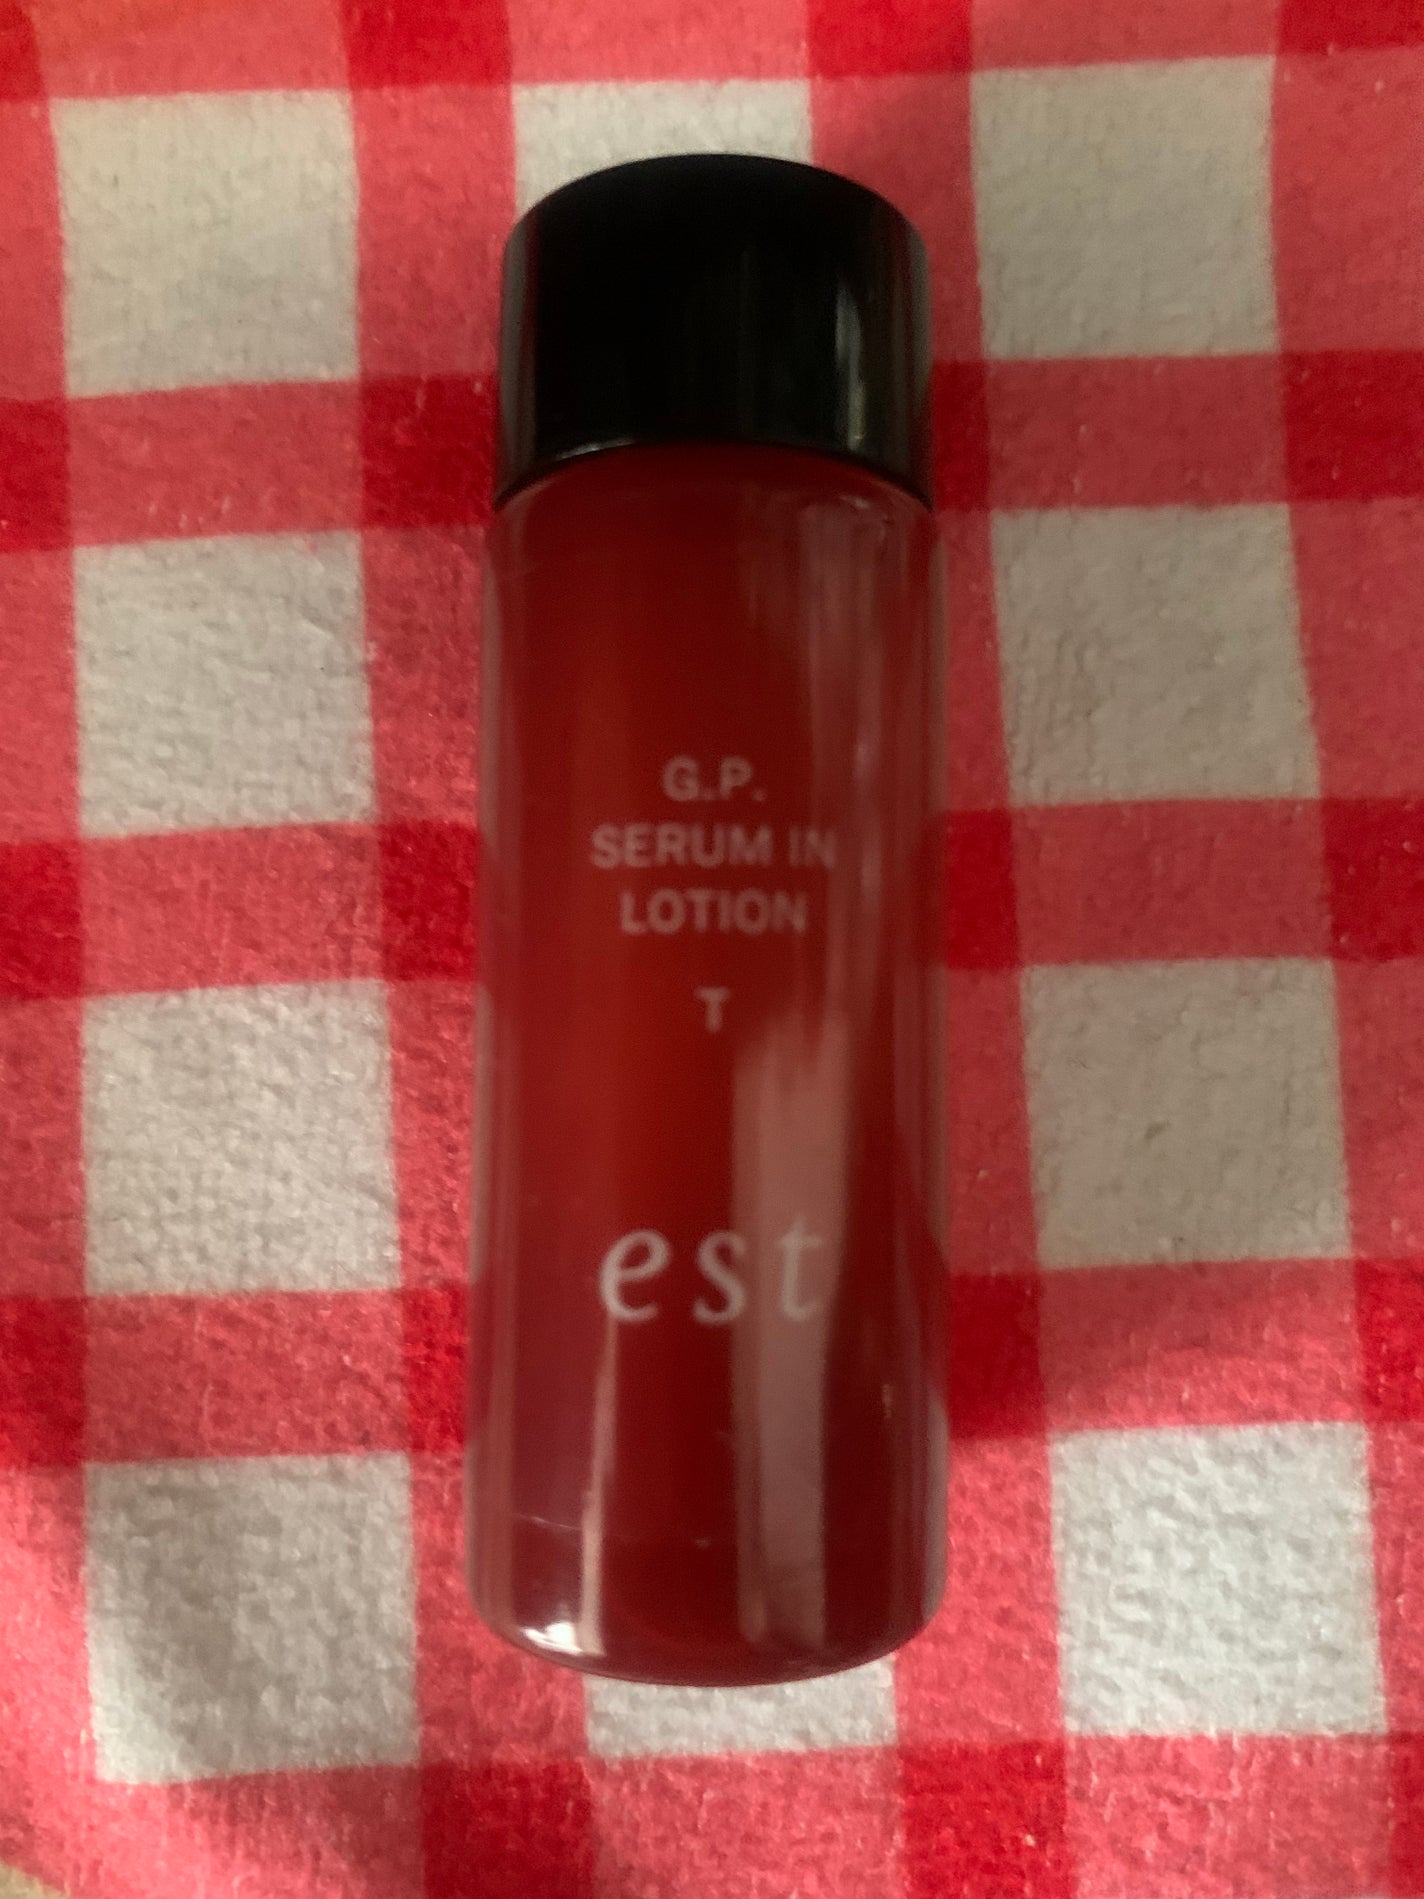 G.P.
SERUM IN
LOTION
T
est